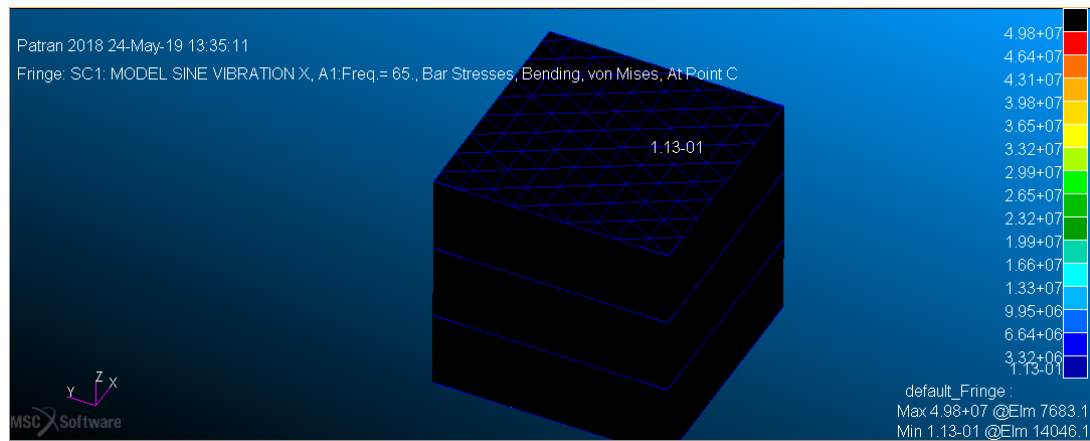 Patran 2018 24-May-19 13:35:11
Fringe: SC1: MODEL SINE VIBRATION X, A1:Freq.= 65., Bar Stresses, Bending, von Mises, At Point C
1.13-01
4.98+07
4.64+07
4.31+07
3.98+07
3.65+07
3.32+07
2.99+07
2.65+07
2.32+07
1.99+07
1.66+07
1.33+07
9.95+06
6.64+06
3.32+06
1.13-01
default_Fringe :
Max 4.98+07 @Elm 7683.1
Min 1.13-01 @Elm 14046.1
Z
Y
X
MSC Software